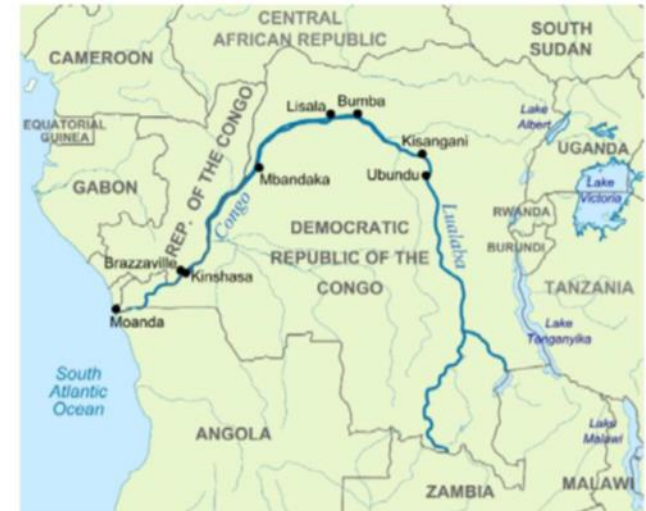 CENTRAL
AFRICAN REPUBLIC
SOUTH
SUDAN
CAMEROON
Lisala
Bumba
Lake
Albert
EQUATORIAL
GUINEA
REP. OF THE CONGO
Kisangani
UGANDA
Mbandaka
Ubundu
Lake
Victoria
GABON
Congo
Lualaba
RWANDA
DEMOCRATIC
REPUBLIC OF THE
CONGO
BURUNDI
Brazzaville
Kinshasa
TANZANIA
Moanda
Lake
Tanganyika
South
Atlantic
Ocean
ANGOLA
Lake
Malawi
ZAMBIA
MALAWI